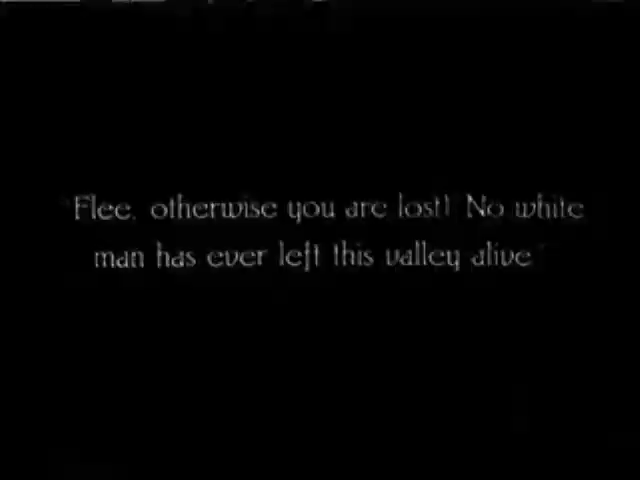 "Flee, otherwise you are lost! No white
man has ever left this valley alive"